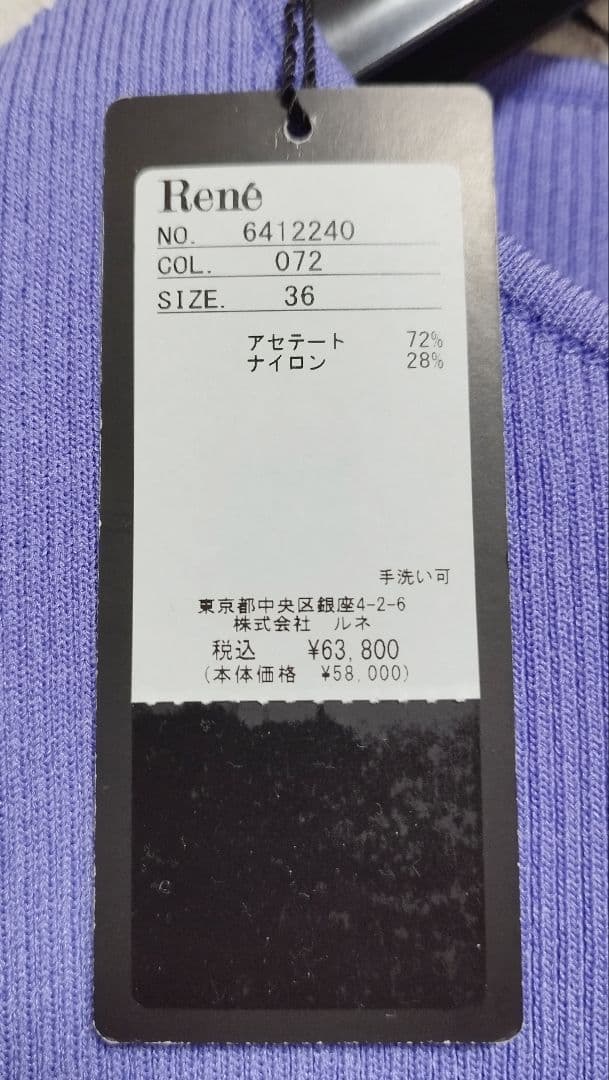 René
NO. 6412240
COL. 072
SIZE. 36
アセテート 72%
ナイロン 28%
手洗い可
東京都中央区銀座4-2-6
株式会社 ルネ
税込 ¥63,800
(本体価格 ¥58,000)